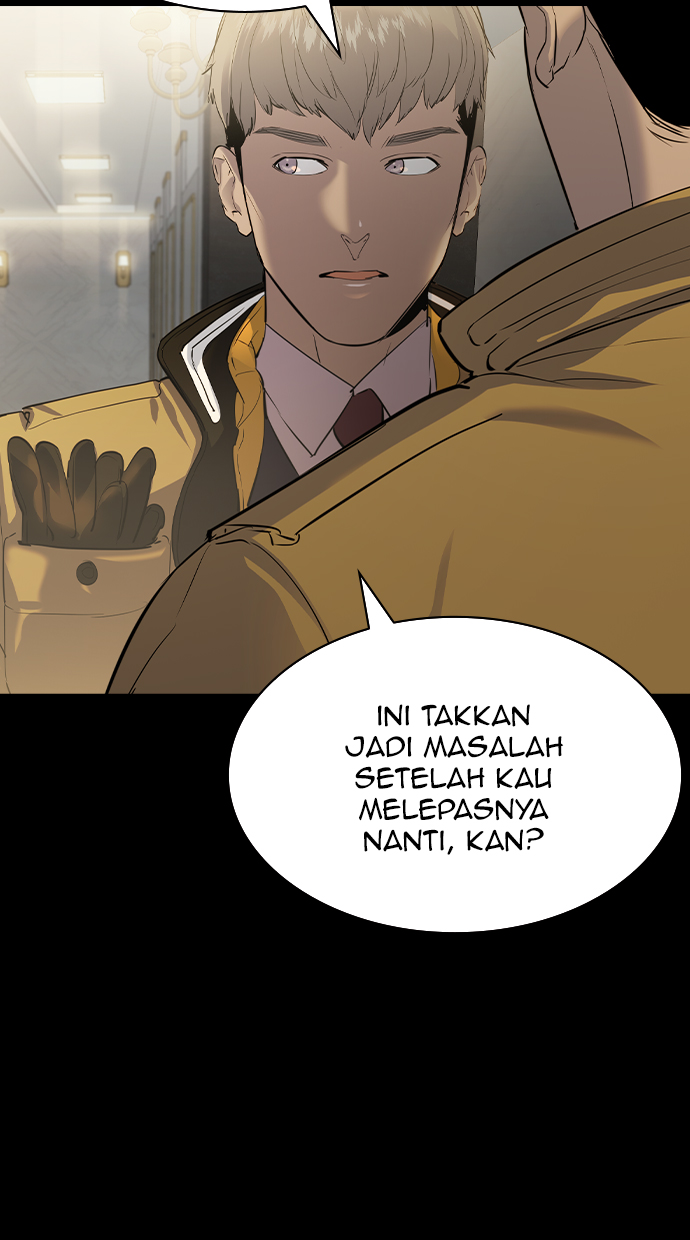 INI TAKKAN
JADI MASALAH
SETELAH KAU
MELEPASNYA
NANTI, KAN?